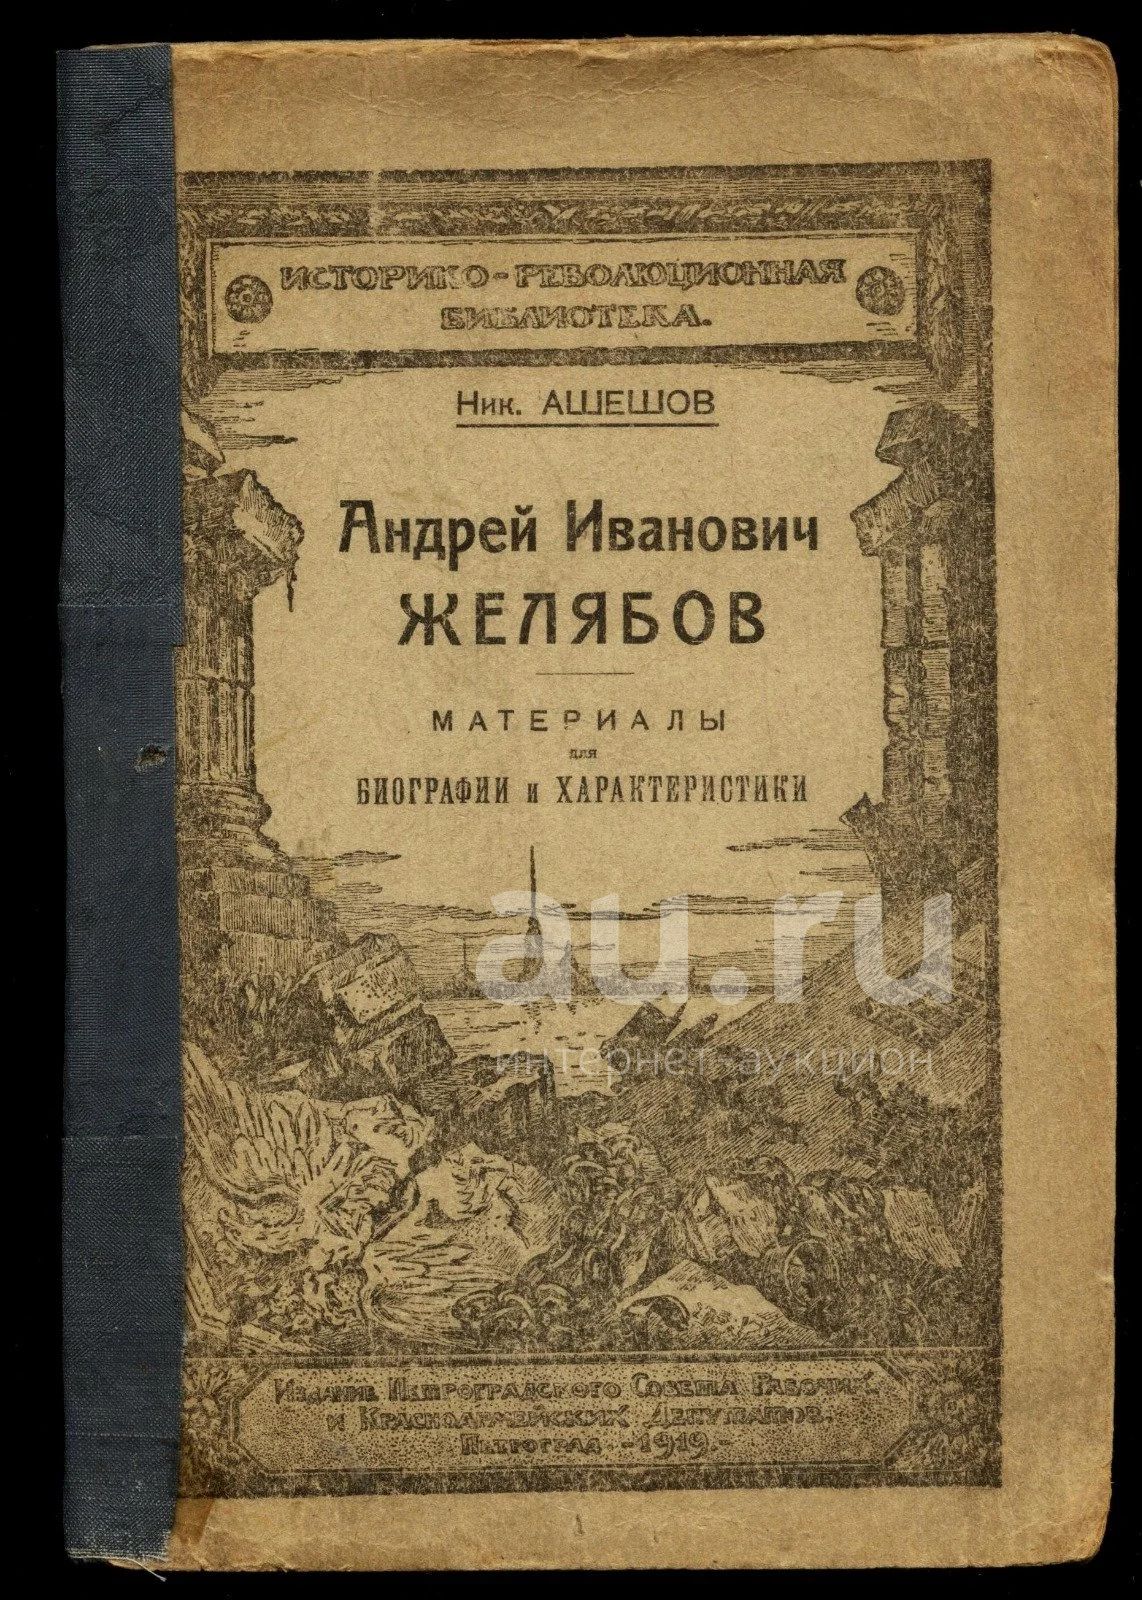 ИСТОРИКО-РЕВОЛЮЦИОННАЯ
БИБЛИОТЕКА.
Ник. АШЕШОВ
Андрей Иванович
ЖЕЛЯБОВ
МАТЕРИАЛЫ
для
БИОГРАФИИ и ХАРАКТЕРИСТИКИ
au.ru
интернет-аукцион
Издание Петроградского Совета Рабочих
и Красноармейских Депутатов.
Петроград -1919.-